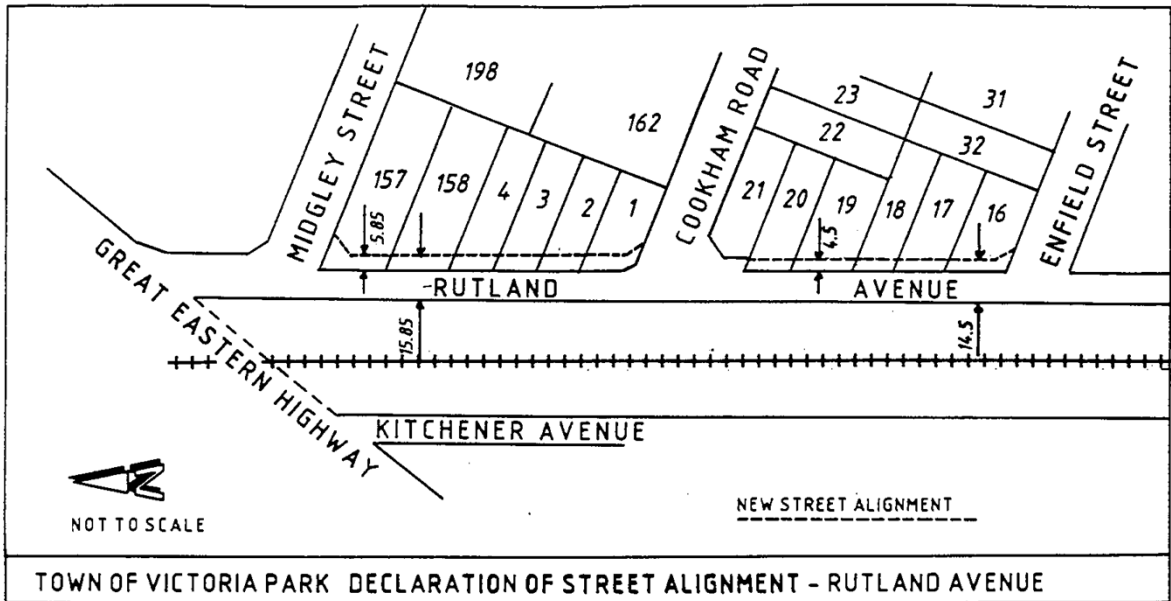 198
162
23
31
22
32
157
158
4
3
2
1
21
20
19
18
17
16
MIDGLEY STREET
COOKHAM ROAD
ENFIELD STREET
5.85
4.5
RUTLAND AVENUE
GREAT EASTERN HIGHWAY
15.85
14.5
KITCHENER AVENUE
N
NOT TO SCALE
NEW STREET ALIGNMENT
TOWN OF VICTORIA PARK DECLARATION OF STREET ALIGNMENT - RUTLAND AVENUE